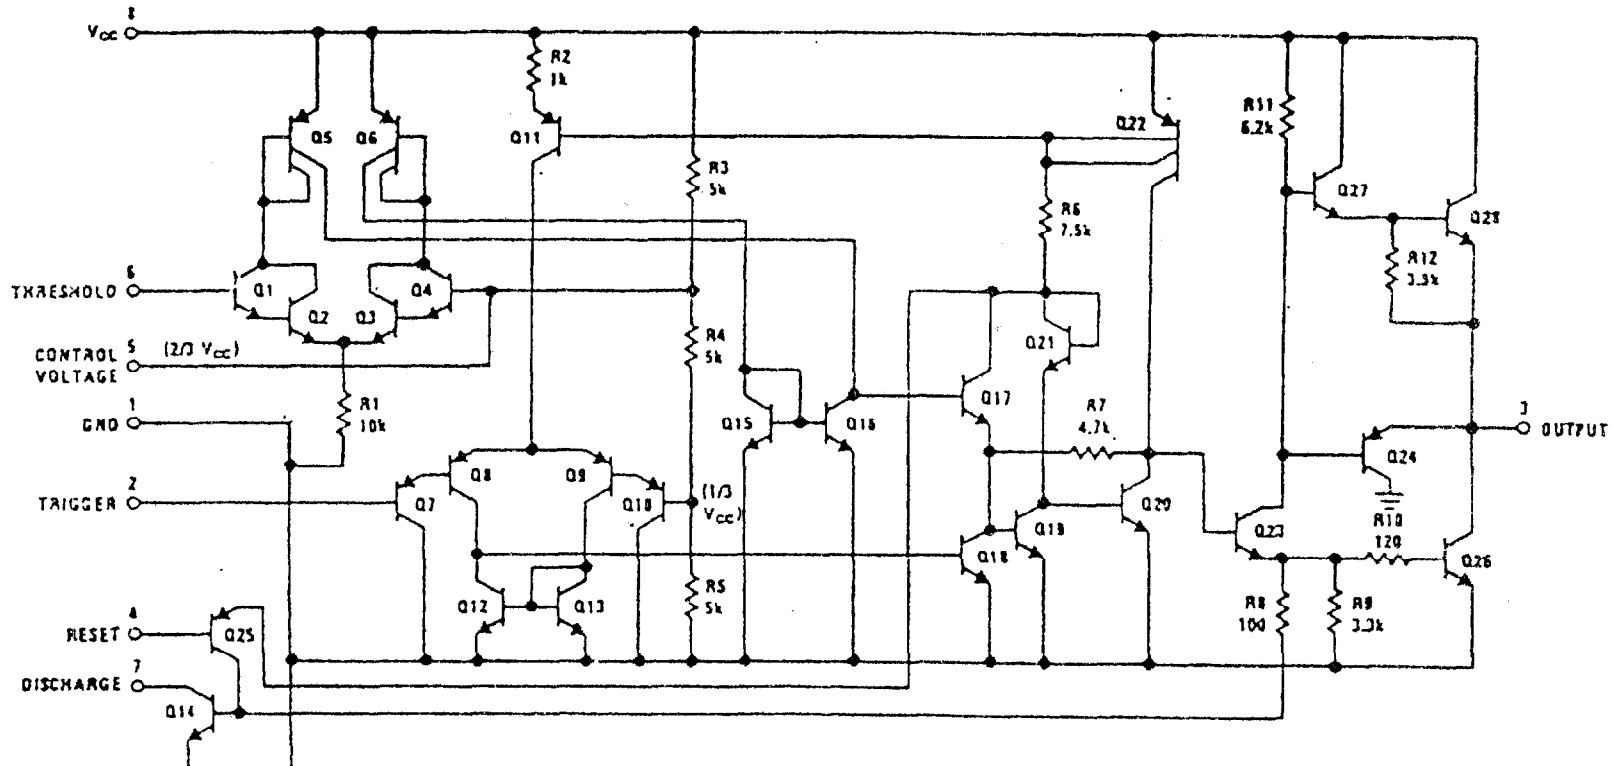 8
VCC
R2
1k
Q5
Q6
Q11
Q22
R11
6.2k
R3
5k
Q27
R6
7.5k
Q28
R12
3.3k
6
THRESHOLD
Q1
Q4
Q2
Q3
5
CONTROL
VOLTAGE
(2/3 VCC)
R4
5k
Q21
1
GND
R1
10k
Q15
Q16
Q17
R7
4.7k
3
OUTPUT
Q24
2
TRIGGER
Q7
Q8
Q9
Q10
(1/3
VCC)
Q18
Q19
Q20
Q23
R10
120
Q26
Q12
Q13
R5
5k
R8
100
R9
3.3k
4
RESET
Q25
7
DISCHARGE
Q14